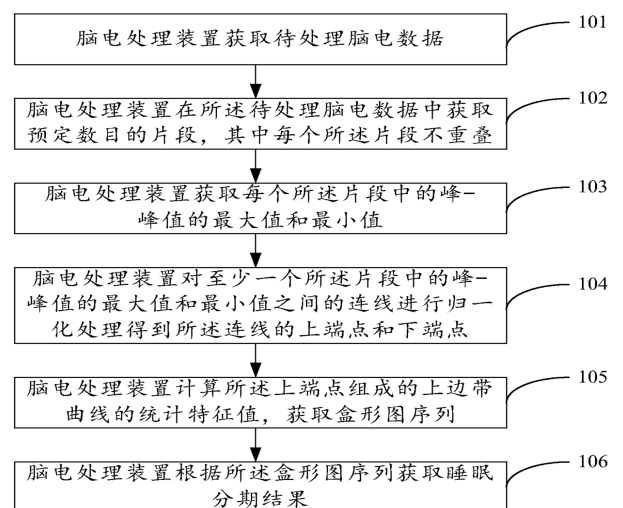 脑电处理装置获取待处理脑电数据
101
脑电处理装置在所述待处理脑电数据中获取
预定数目的片段，其中每个所述片段不重叠
102
脑电处理装置获取每个所述片段中的峰-
峰值的最大值和最小值
103
脑电处理装置对至少一个所述片段中的峰-
峰值的最大值和最小值之间的连线进行归一
化处理得到所述连线的上端点和下端点
104
脑电处理装置计算所述上端点组成的上边带
曲线的统计特征值，获取盒形图序列
105
脑电处理装置根据所述盒形图序列获取睡眠
分期结果
106